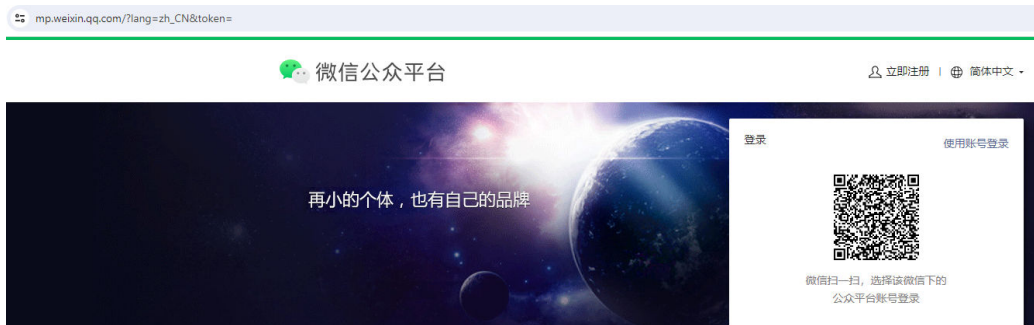 mp.weixin.qq.com/?lang=zh_CN&token=
微信公众平台
立即注册 | 简体中文
再小的个体，也有自己的品牌
登录 使用账号登录
微信扫一扫，选择该微信下的
公众平台账号登录